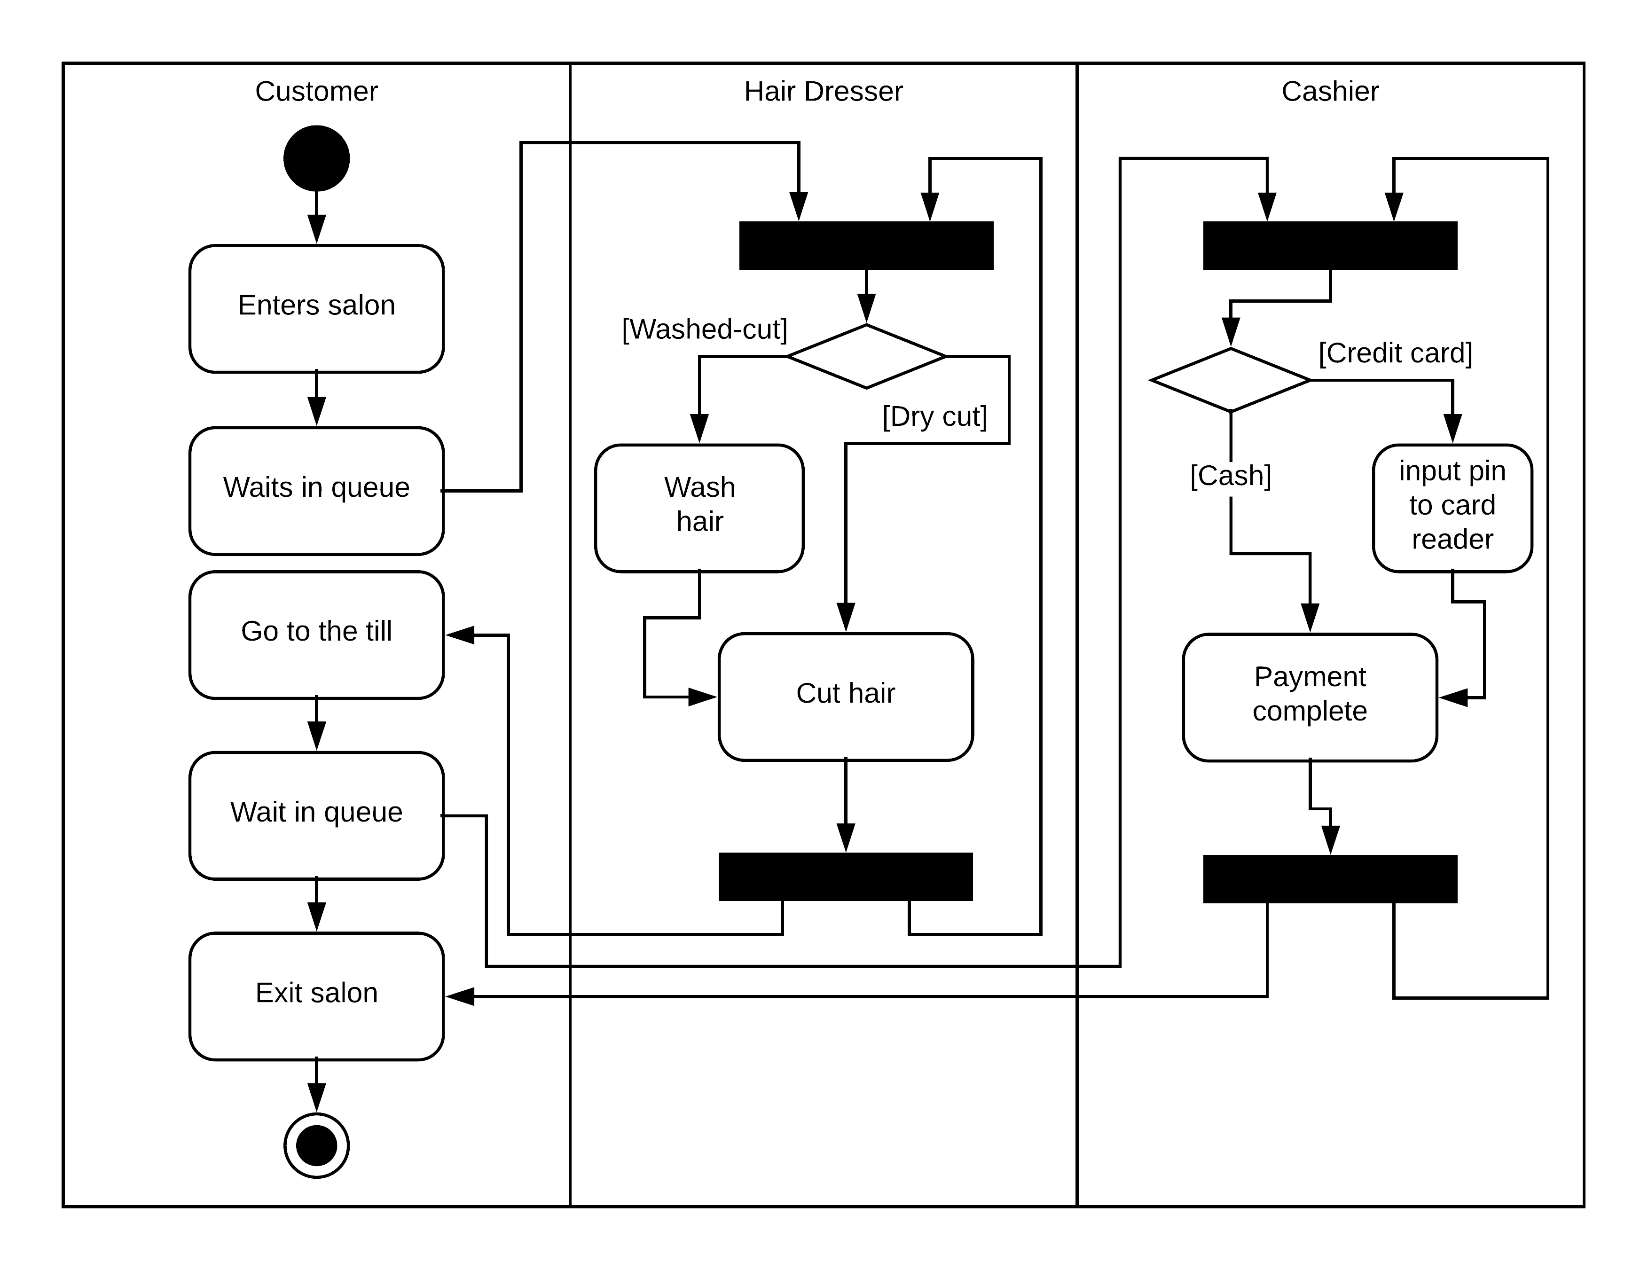 Customer
Hair Dresser
Cashier
Enters salon
Waits in queue
Go to the till
Wait in queue
Exit salon
[Washed-cut]
[Dry cut]
Wash
hair
Cut hair
[Credit card]
[Cash]
input pin
to card
reader
Payment
complete